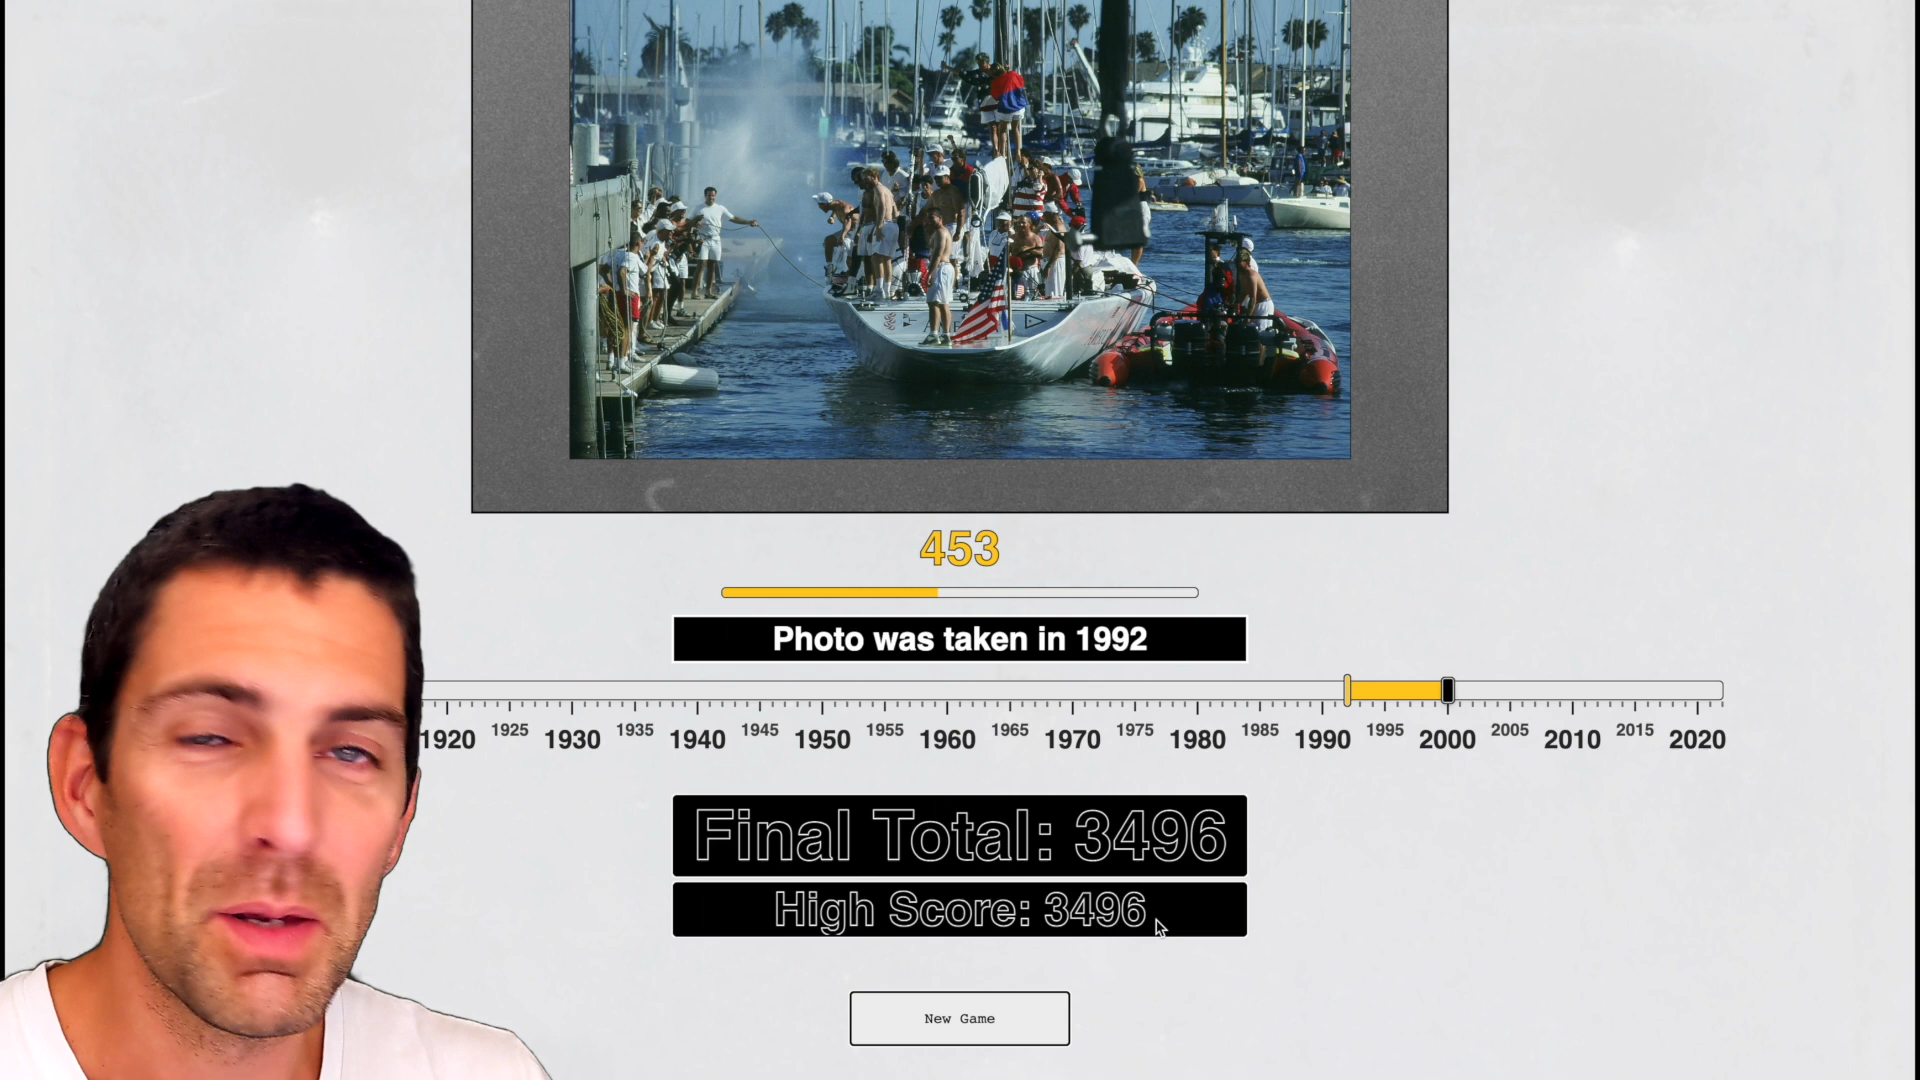 453
Photo was taken in 1992
1920 1925 1930 1935 1940 1945 1950 1955 1960 1965 1970 1975 1980 1985 1990 1995 2000 2005 2010 2015 2020
Final Total: 3496
High Score: 3496
New Game